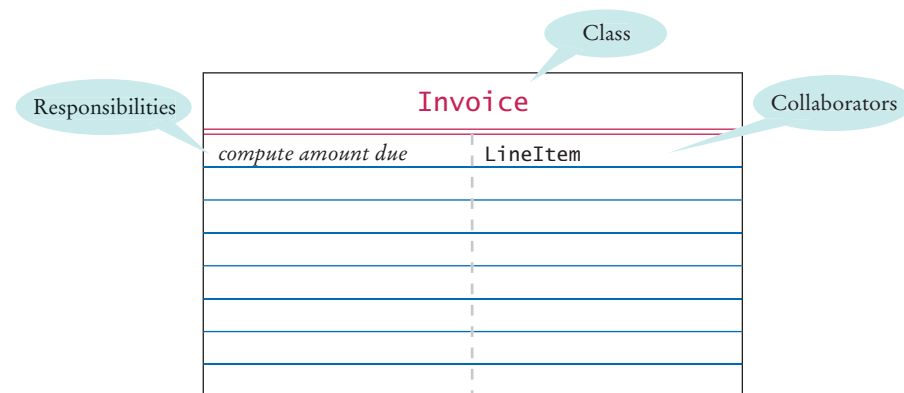 Class
Invoice
Responsibilities
Collaborators
compute amount due
LineItem